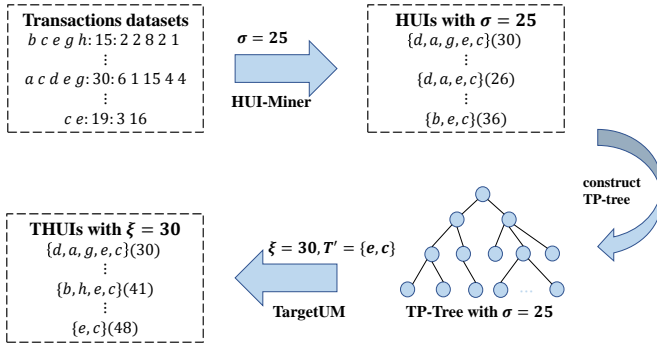 Transactions datasets
b c e g h: 15: 2 2 8 2 1
⋮
a c d e g: 30: 6 1 15 4 4
⋮
c e: 19: 3 16
σ = 25
HUI-Miner
HUIs with σ = 25
{d, a, g, e, c}(30)
⋮
{d, a, e, c}(26)
⋮
{b, e, c}(36)
construct
TP-tree
THUIs with ξ = 30
{d, a, g, e, c}(30)
⋮
{b, h, e, c}(41)
⋮
{e, c}(48)
ξ = 30, T′ = {e, c}
TargetUM
...
TP-Tree with σ = 25